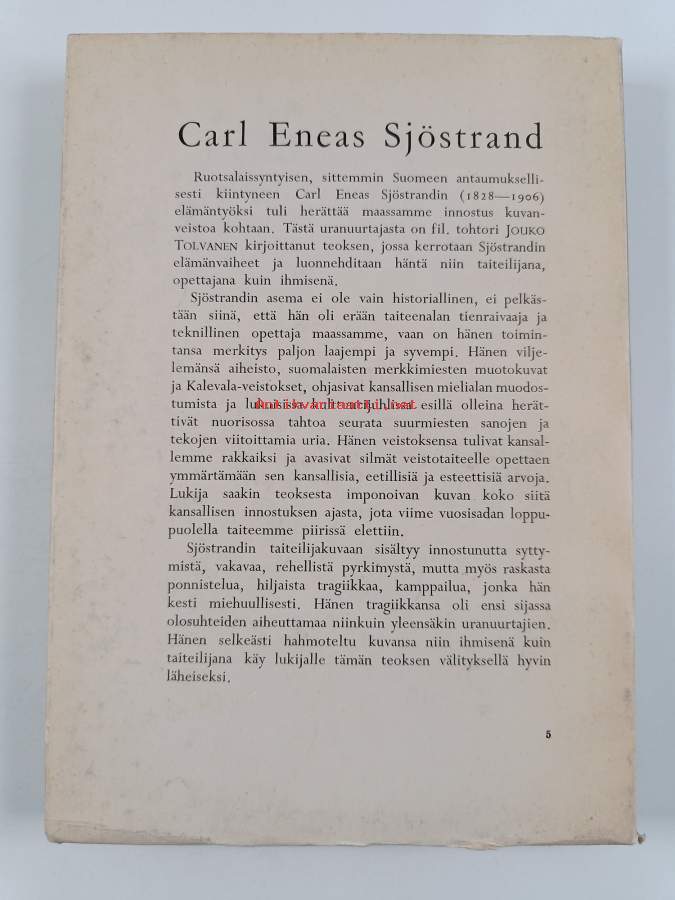 Carl Eneas Sjöstrand
Ruotsalaissyntyisen, sittemmin Suomeen antaumukselli-
sesti kiintyneen Carl Eneas Sjöstrandin (1828—1906)
elämäntyöksi tuli herättää maassamme innostus kuvan-
veistoa kohtaan. Tästä uranuurtajasta on fil. tohtori JOUKO
TOLVANEN kirjoittanut teoksen, jossa kerrotaan Sjöstrandin
elämänvaiheet ja luonnehditaan häntä niin taiteilijana,
opettajana kuin ihmisenä.
Sjöstrandin asema ei ole vain historiallinen, ei pelkäs-
tään siinä, että hän oli erään taiteenalan tienraivaaja ja
teknillinen opettaja maassamme, vaan on hänen toimin-
tansa merkitys paljon laajempi ja syvempi. Hänen vilje-
lemänsä aiheisto, suomalaisten merkkimiesten muotokuvat
ja Kalevala-veistokset, ohjasivat kansallisen mielialan muodos-
tumista ja lukuisissa kulttuurijuhlissa esillä olleina herät-
tivät nuorisossa tahtoa seurata suurmiesten sanojen ja
tekojen viitoittamia uria. Hänen veistoksensa tulivat kansal-
lemme rakkaiksi ja avasivat silmät veistotaiteelle opettaen
ymmärtämään sen kansallisia, eetillisiä ja esteettisiä arvoja.
Lukija saakin teoksesta imponoivan kuvan koko siitä
kansallisen innostuksen ajasta, jota viime vuosisadan loppu-
puolella taiteemme piirissä elettiin.
Sjöstrandin taiteilijakuvaan sisältyy innostunutta sytty-
mistä, vakavaa, rehellistä pyrkimystä, mutta myös raskasta
ponnistelua, hiljaista tragiikkaa, kamppailua, jonka hän
kesti miehuullisesti. Hänen tragiikkansa oli ensi sijassa
olosuhteiden aiheuttamaa niinkuin yleensäkin uranuurtajien.
Hänen selkeästi hahmoteltu kuvansa niin ihmisenä kuin
taiteilijana käy lukijalle tämän teoksen välityksellä hyvin
läheiseksi.
5